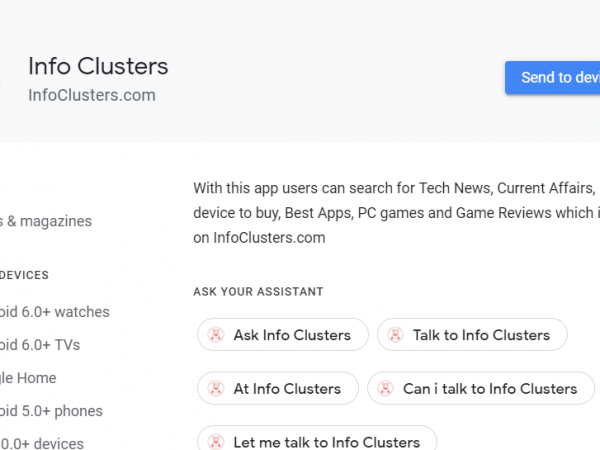 Info Clusters
InfoClusters.com
Send to devi
s & magazines
DEVICES
oid 6.0+ watches
oid 6.0+ TVs
gle Home
oid 5.0+ phones
0.0+ devices
With this app users can search for Tech News, Current Affairs,
device to buy, Best Apps, PC games and Game Reviews which i
on InfoClusters.com
ASK YOUR ASSISTANT
Ask Info Clusters
Talk to Info Clusters
At Info Clusters
Can i talk to Info Clusters
Let me talk to Info Clusters